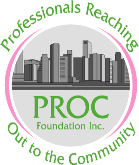 Professionals Reaching
PROC
Foundation Inc.
Out to the Community